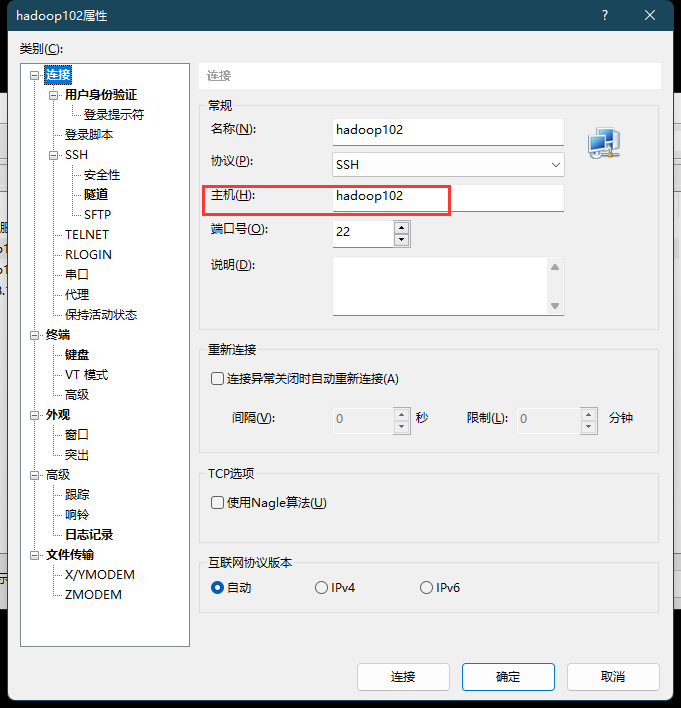 hadoop102属性
类别(C):
连接
用户身份验证
登录提示符
登录脚本
SSH
安全性
隧道
SFTP
TELNET
RLOGIN
串口
代理
保持活动状态
终端
键盘
VT 模式
高级
外观
窗口
突出
高级
跟踪
响铃
日志记录
文件传输
X/YMODEM
ZMODEM
连接
常规
名称(N): hadoop102
协议(P): SSH
主机(H): hadoop102
端口号(O): 22
说明(D):
重新连接
连接异常关闭时自动重新连接(A)
间隔(V): 0 秒 限制(L): 0 分钟
TCP选项
使用Nagle算法(U)
互联网协议版本
自动 IPv4 IPv6
连接 确定 取消